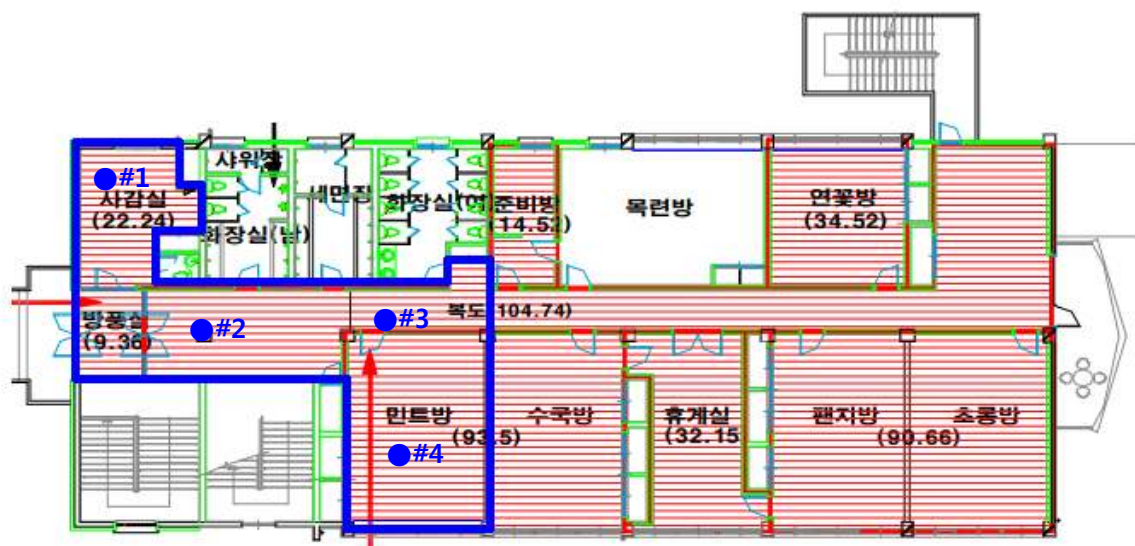 샤워장
#1
사감실
(22.24)
세면장
화장실(여)
준비방
(14.52)
목련방
연꽃방
(34.52)
화장실(남)
방풍실
(9.36)
#2
#3
복도(104.74)
민트방
(93.5)
수국방
휴게실
(32.15
팬지방
(90.66)
초롱방
#4